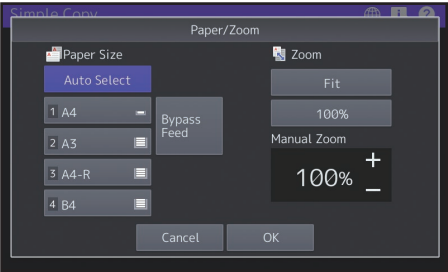 Simple Copy
Paper/Zoom
Paper Size
Zoom
Auto Select
Fit
1 A4
Bypass
Feed
100%
2 A3
Manual Zoom
3 A4-R
100%
+
−
4 B4
Cancel
OK